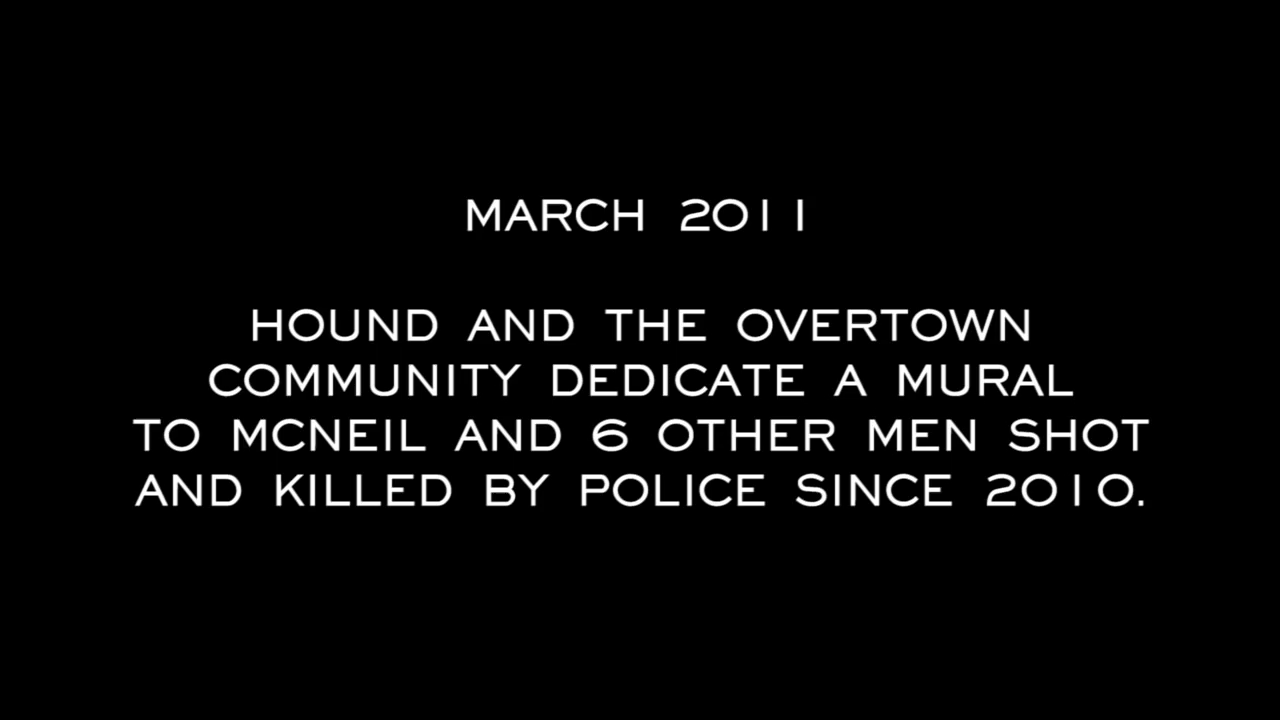 MARCH 2011
HOUND AND THE OVERTOWN
COMMUNITY DEDICATE A MURAL
TO MCNEIL AND 6 OTHER MEN SHOT
AND KILLED BY POLICE SINCE 2010.